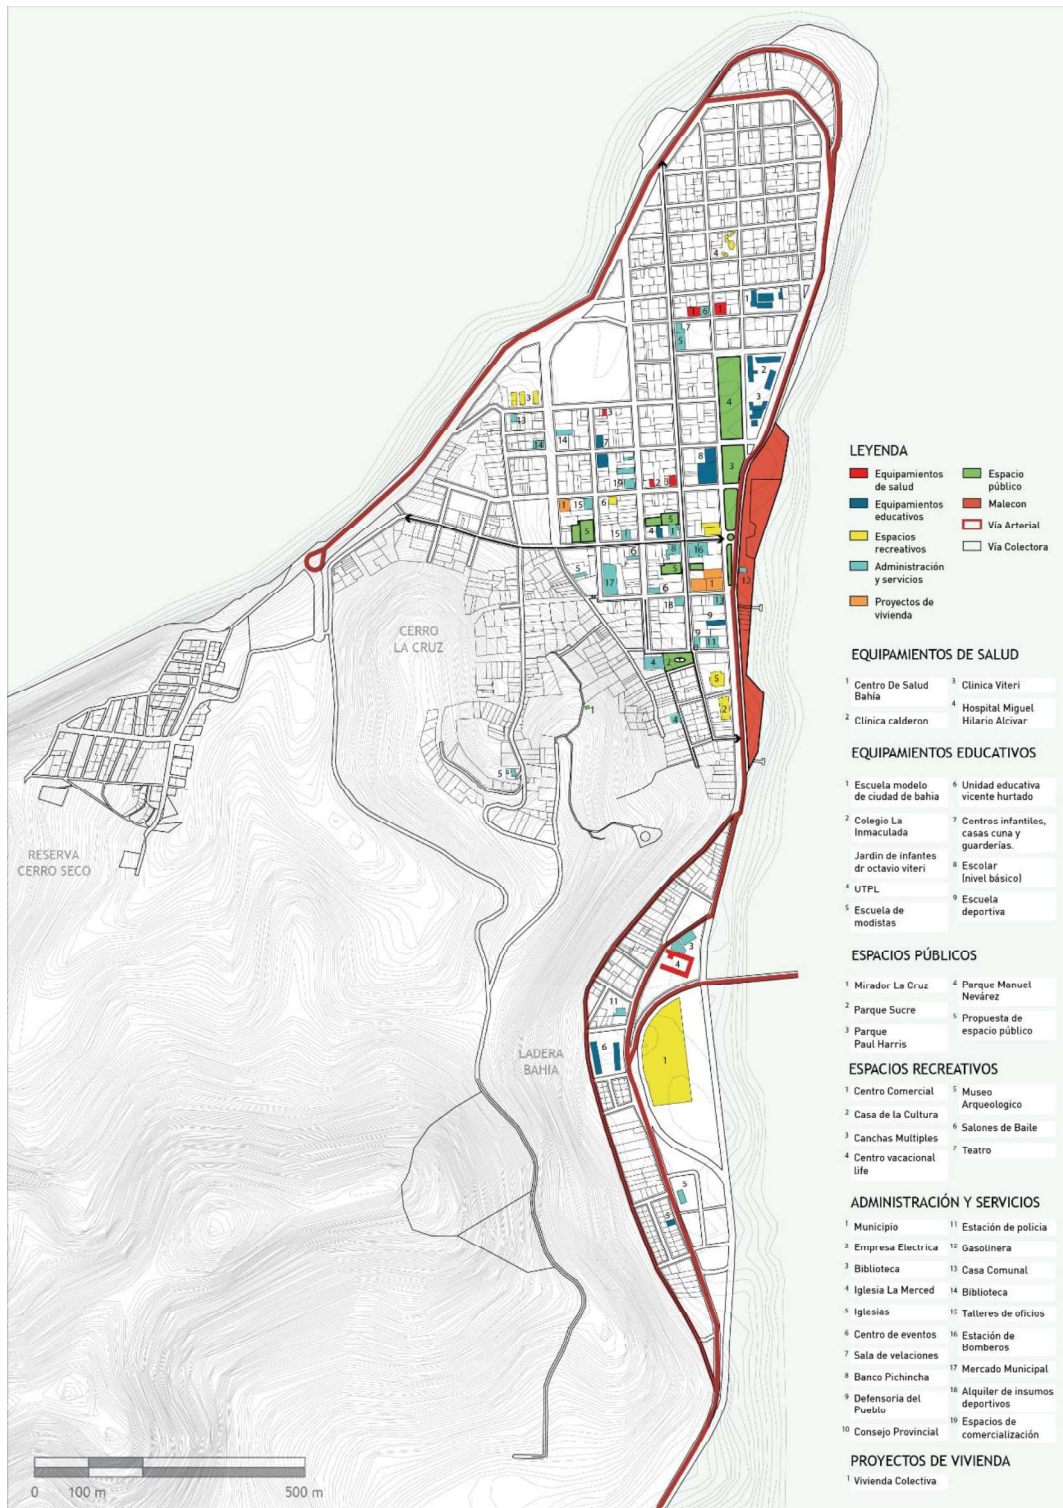 CERRO
LA CRUZ
RESERVA
CERRO SECO
LADERA
BAHIA
0 100 m 500 m
LEYENDA
Equipamientos
de salud
Equipamientos
educativos
Espacios
recreativos
Administración
y servicios
Proyectos de
vivienda
Espacio
público
Malecon
Vía Arterial
Vía Colectora
EQUIPAMIENTOS DE SALUD
1 Centro De Salud
Bahía
2 Clínica calderon
3 Clinica Viteri
4 Hospital Miguel
Hilario Alcivar
EQUIPAMIENTOS EDUCATIVOS
1 Escuela modelo
de ciudad de bahia
2 Colegio La
Inmaculada
Jardin de infantes
dr octavio viteri
4 UTPL
5 Escuela de
modistas
6 Unidad educativa
vicente hurtado
7 Centros infantiles,
casas cuna y
guarderías.
8 Escolar
(nivel básico)
9 Escuela
deportiva
ESPACIOS PÚBLICOS
1 Mirador La Cruz
2 Parque Sucre
3 Parque
Paul Harris
4 Parque Manuel
Nevárez
5 Propuesta de
espacio público
ESPACIOS RECREATIVOS
1 Centro Comercial
2 Casa de la Cultura
3 Canchas Multiples
4 Centro vacacional
life
5 Museo
Arqueologico
6 Salones de Baile
7 Teatro
ADMINISTRACIÓN Y SERVICIOS
1 Municipio
2 Empresa Electrica
3 Biblioteca
4 Iglesia La Merced
5 Iglesias
6 Centro de eventos
7 Sala de velaciones
8 Banco Pichincha
9 Defensoria del
Pueblo
10 Consejo Provincial
11 Estación de policia
12 Gasolinera
13 Casa Comunal
14 Biblioteca
15 Talleres de oficios
16 Estación de
Bomberos
17 Mercado Municipal
18 Alquiler de insumos
deportivos
19 Espacios de
comercialización
PROYECTOS DE VIVIENDA
1 Vivienda Colectiva